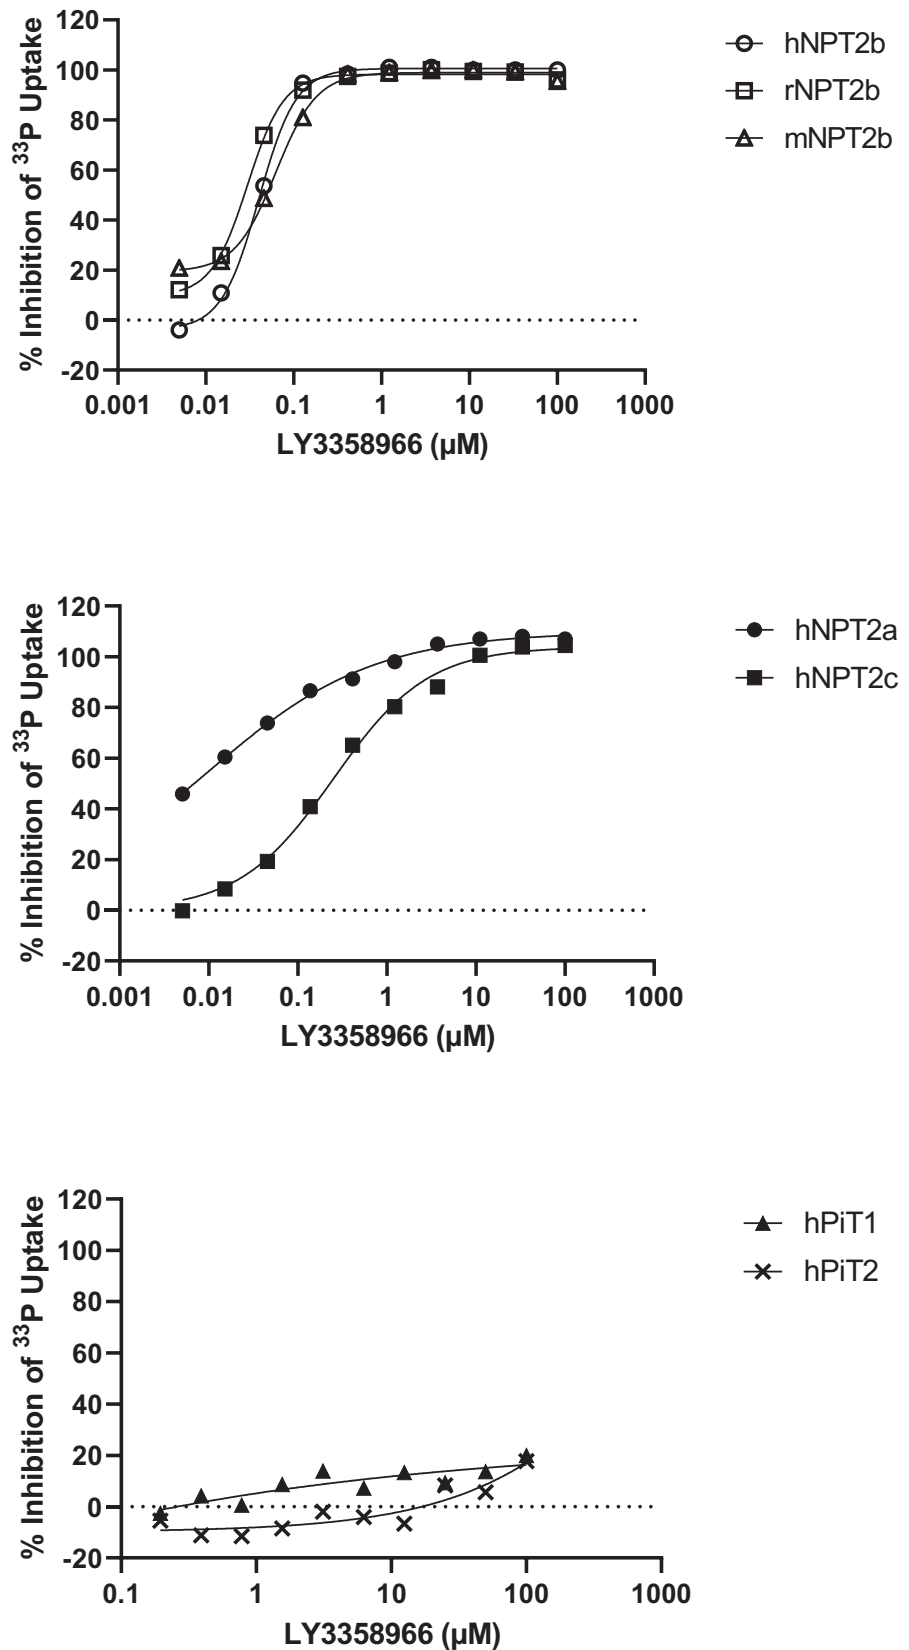 % Inhibition of ³³P Uptake
120
100
80
60
40
20
0
-20
0.001 0.01 0.1 1 10 100 1000
LY3358966 (µM)
hNPT2b
rNPT2b
mNPT2b
% Inhibition of ³³P Uptake
120
100
80
60
40
20
0
-20
0.001 0.01 0.1 1 10 100 1000
LY3358966 (µM)
hNPT2a
hNPT2c
% Inhibition of ³³P Uptake
120
100
80
60
40
20
0
-20
0.1 1 10 100 1000
LY3358966 (µM)
hPiT1
hPiT2